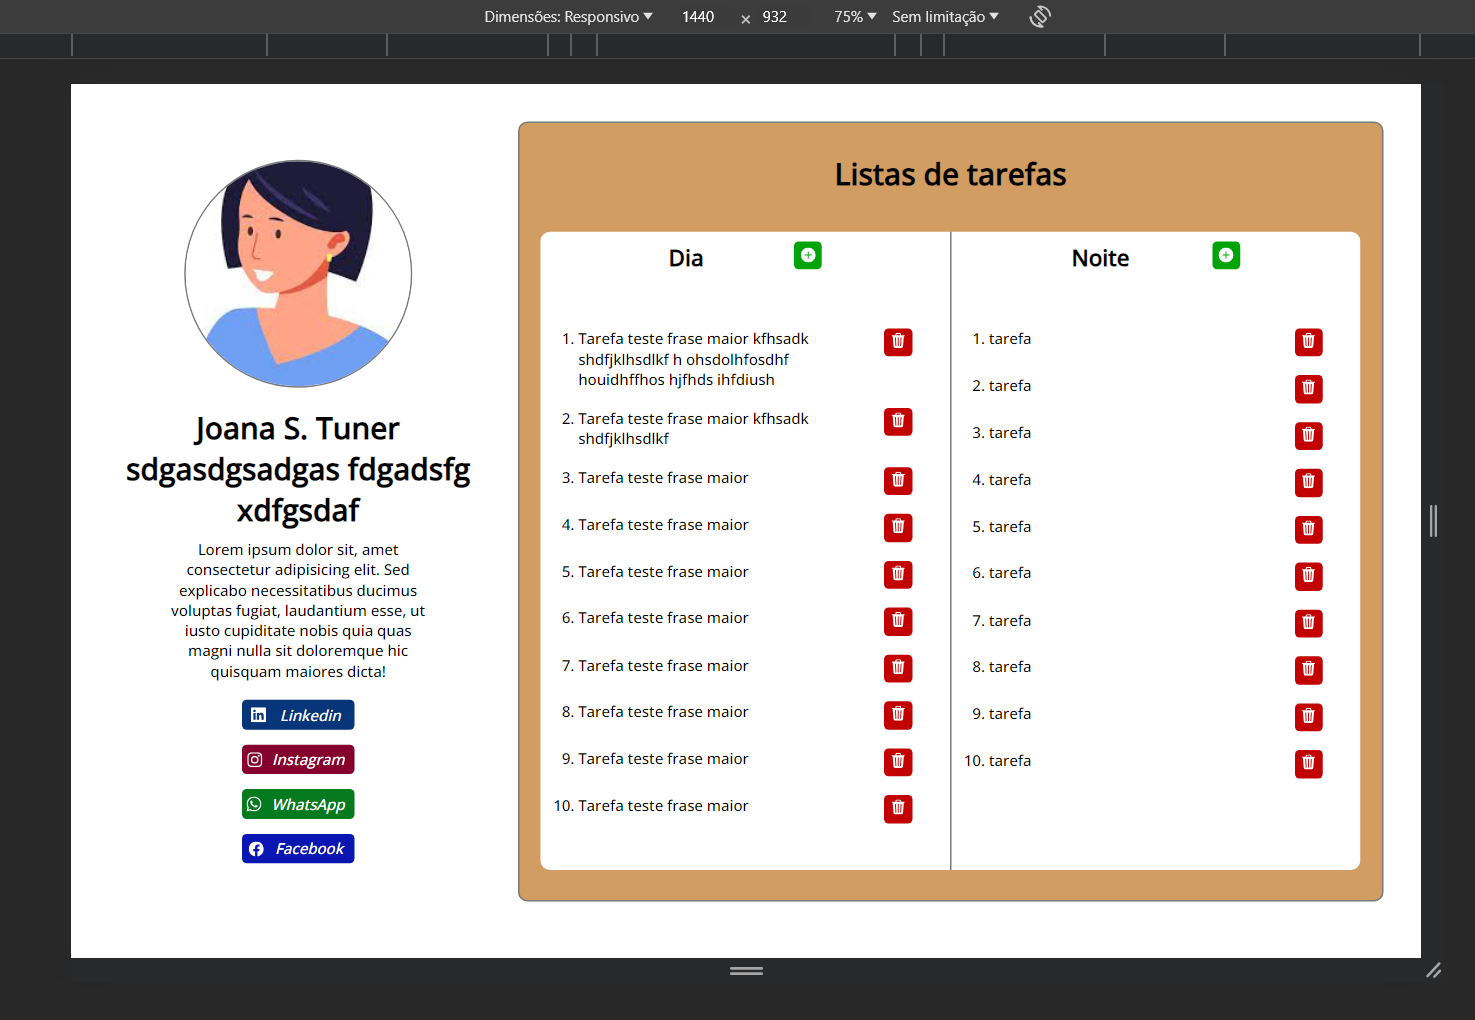 Dimensões: Responsivo 1440 × 932 75% Sem limitação
Joana S. Tuner
sdgasdgsadgas fdgadsfg
xdfgsdaf
Lorem ipsum dolor sit, amet
consectetur adipisicing elit. Sed
explicabo necessitatibus ducimus
voluptas fugiat, laudantium esse, ut
iusto cupiditate nobis quia quas
magni nulla sit doloremque hic
quisquam maiores dicta!
Linkedin
Instagram
WhatsApp
Facebook
Listas de tarefas
Dia
1. Tarefa teste frase maior kfhsadk
shdfjklhsdlkf h ohsdolhfosdhf
houidhffhos hjfhds ihfdiush
2. Tarefa teste frase maior kfhsadk
shdfjklhsdlkf
3. Tarefa teste frase maior
4. Tarefa teste frase maior
5. Tarefa teste frase maior
6. Tarefa teste frase maior
7. Tarefa teste frase maior
8. Tarefa teste frase maior
9. Tarefa teste frase maior
10. Tarefa teste frase maior
Noite
1. tarefa
2. tarefa
3. tarefa
4. tarefa
5. tarefa
6. tarefa
7. tarefa
8. tarefa
9. tarefa
10. tarefa